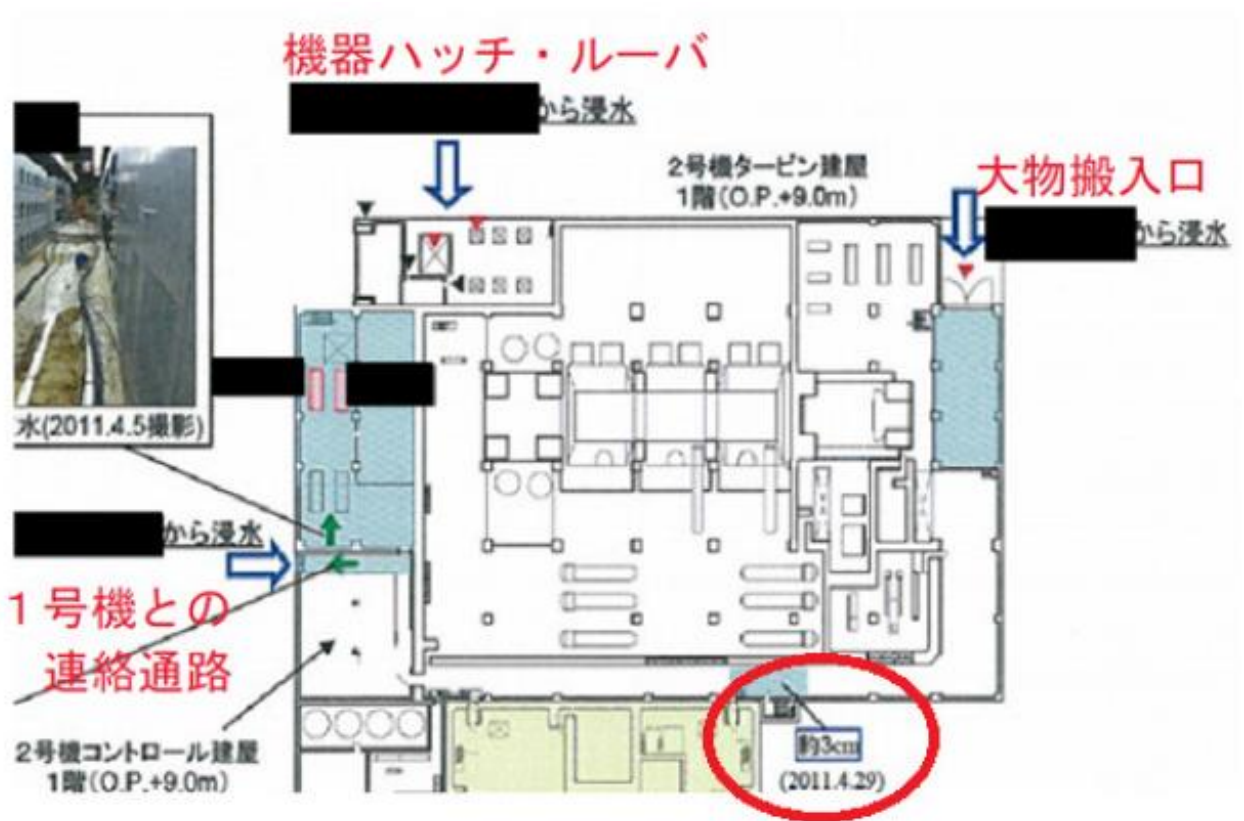 機器ハッチ・ルーバ
から浸水
2号機タービン建屋
1階(O.P.+9.0m)
大物搬入口
から浸水
水(2011.4.5撮影)
から浸水
1号機との
連絡通路
2号機コントロール建屋
1階(O.P.+9.0m)
約3cm
(2011.4.29)